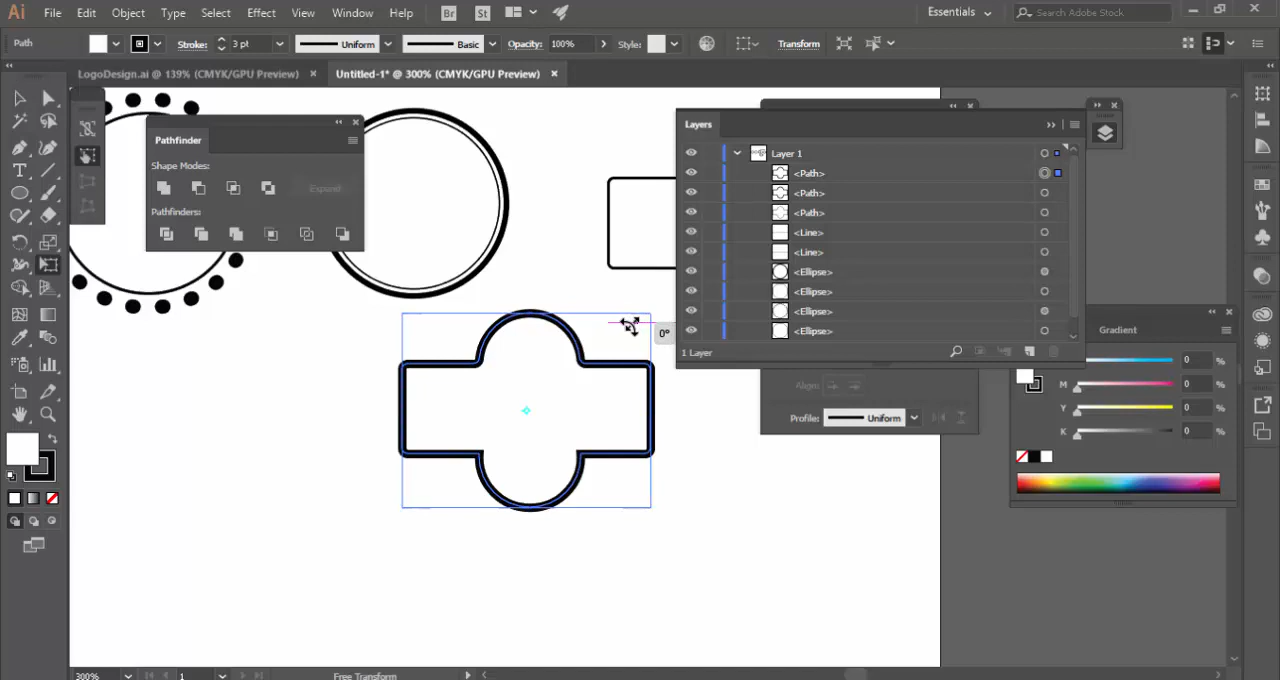 Ai File Edit Object Type Select Effect View Window Help Br St Essentials Search Adobe Stock
Path Stroke: 3 pt Uniform Basic Opacity: 100% Style: Transform
LogoDesign.ai @ 139% (CMYK/GPU Preview) × Untitled-1* @ 300% (CMYK/GPU Preview) ×
Pathfinder
Shape Modes:
Expand
Pathfinders:
Layers
Layer 1
<Path>
<Path>
<Path>
<Line>
<Line>
<Ellipse>
<Ellipse>
<Ellipse>
<Ellipse>
1 Layer
0°
Gradient
0 %
M 0 %
Y 0 %
K 0 %
Align:
Profile: Uniform
300% 1 Free Transform